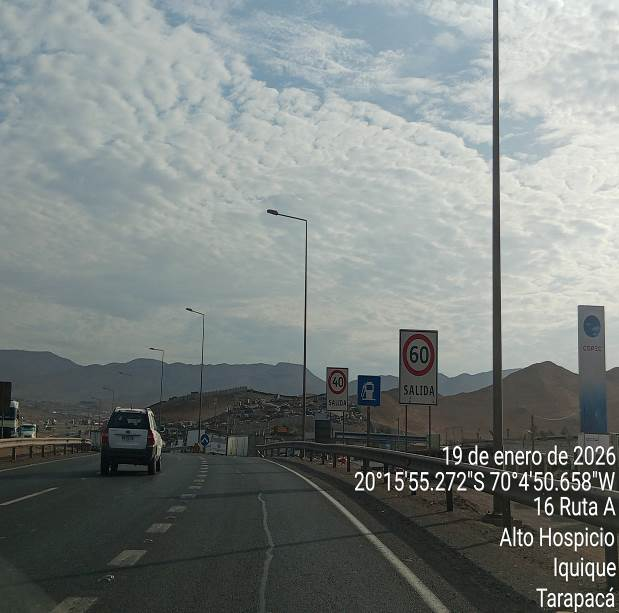 60
SALIDA
40
SALIDA
COPEC
19 de enero de 2026
20°15'55.272"S 70°4'50.658"W
16 Ruta A
Alto Hospicio
Iquique
Tarapacá